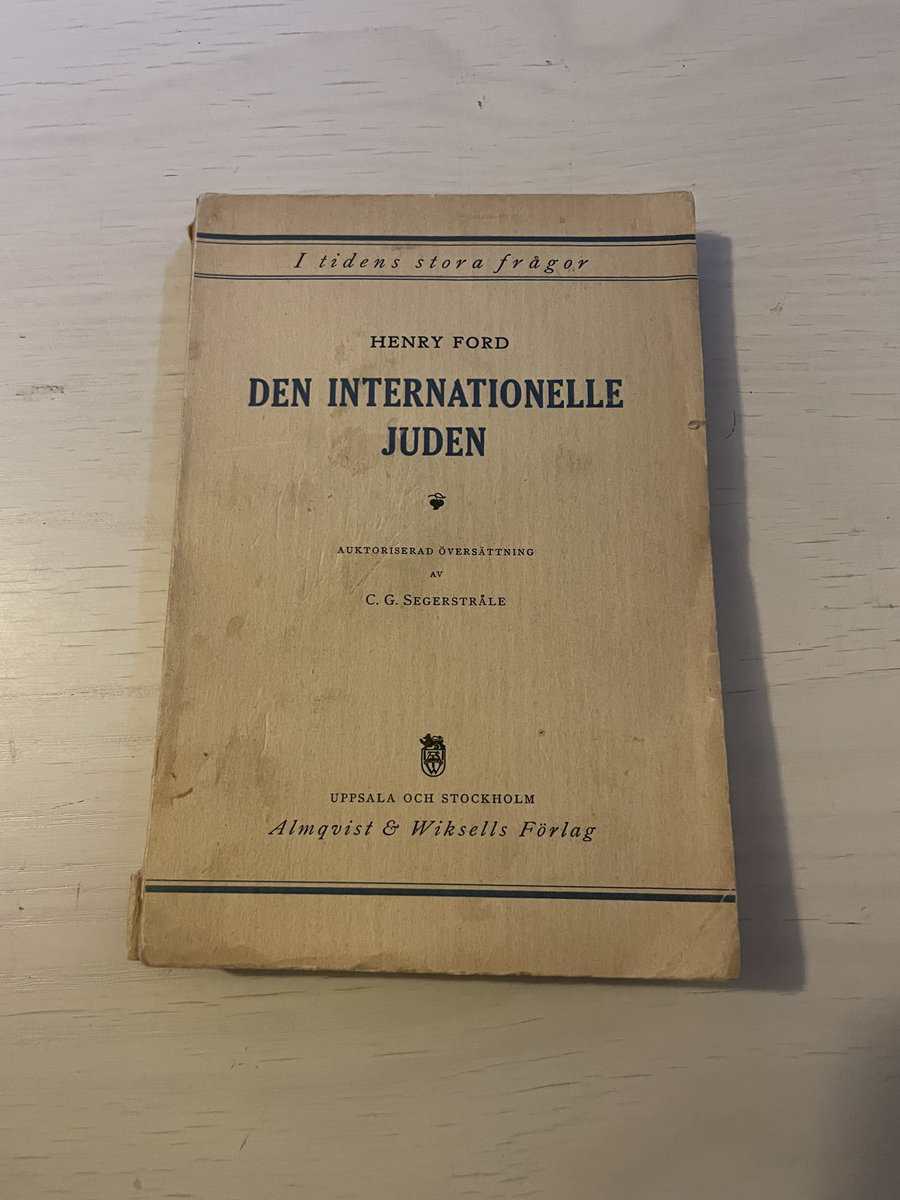 I tidens stora frågor
HENRY FORD
DEN INTERNATIONELLE
JUDEN
AUKTORISERAD ÖVERSÄTTNING
AV
C. G. SEGERSTRÅLE
UPPSALA OCH STOCKHOLM
Almqvist & Wiksells Förlag